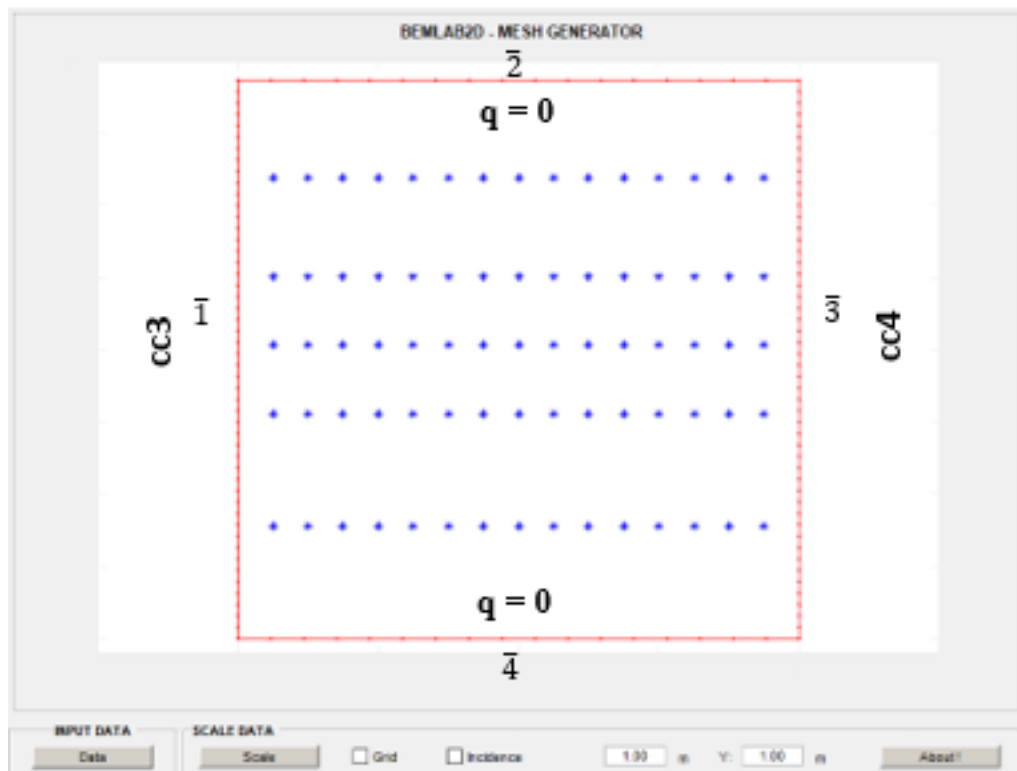 BEMLAB2D - MESH GENERATOR
2̅
q = 0
cc3
1̅
3̅
cc4
q = 0
4̅
INPUT DATA
SCALE DATA
Data
Scale
Grid
Incidence
1.00 m
Y: 1.00 m
About!